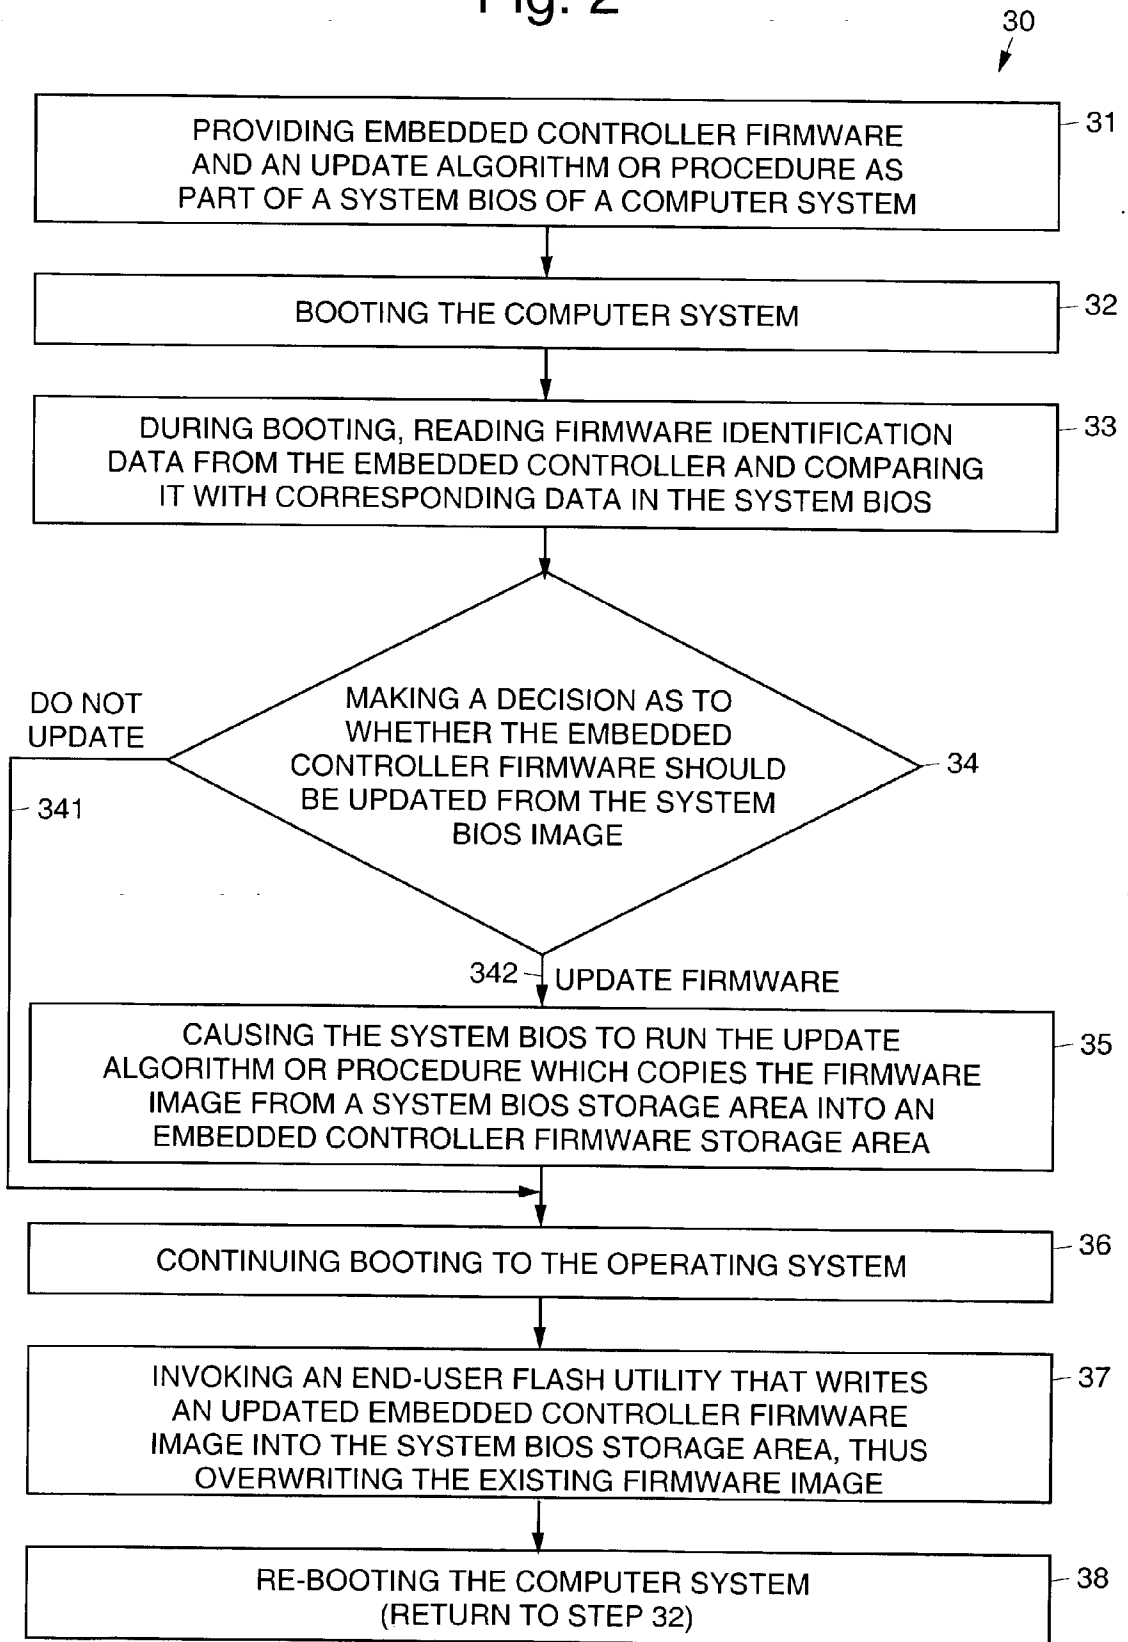 Fig. 2
30
PROVIDING EMBEDDED CONTROLLER FIRMWARE
AND AN UPDATE ALGORITHM OR PROCEDURE AS
PART OF A SYSTEM BIOS OF A COMPUTER SYSTEM
31
BOOTING THE COMPUTER SYSTEM
32
DURING BOOTING, READING FIRMWARE IDENTIFICATION
DATA FROM THE EMBEDDED CONTROLLER AND COMPARING
IT WITH CORRESPONDING DATA IN THE SYSTEM BIOS
33
DO NOT
UPDATE
341
MAKING A DECISION AS TO
WHETHER THE EMBEDDED
CONTROLLER FIRMWARE SHOULD
BE UPDATED FROM THE SYSTEM
BIOS IMAGE
34
342
UPDATE FIRMWARE
CAUSING THE SYSTEM BIOS TO RUN THE UPDATE
ALGORITHM OR PROCEDURE WHICH COPIES THE FIRMWARE
IMAGE FROM A SYSTEM BIOS STORAGE AREA INTO AN
EMBEDDED CONTROLLER FIRMWARE STORAGE AREA
35
CONTINUING BOOTING TO THE OPERATING SYSTEM
36
INVOKING AN END-USER FLASH UTILITY THAT WRITES
AN UPDATED EMBEDDED CONTROLLER FIRMWARE
IMAGE INTO THE SYSTEM BIOS STORAGE AREA, THUS
OVERWRITING THE EXISTING FIRMWARE IMAGE
37
RE-BOOTING THE COMPUTER SYSTEM
(RETURN TO STEP 32)
38